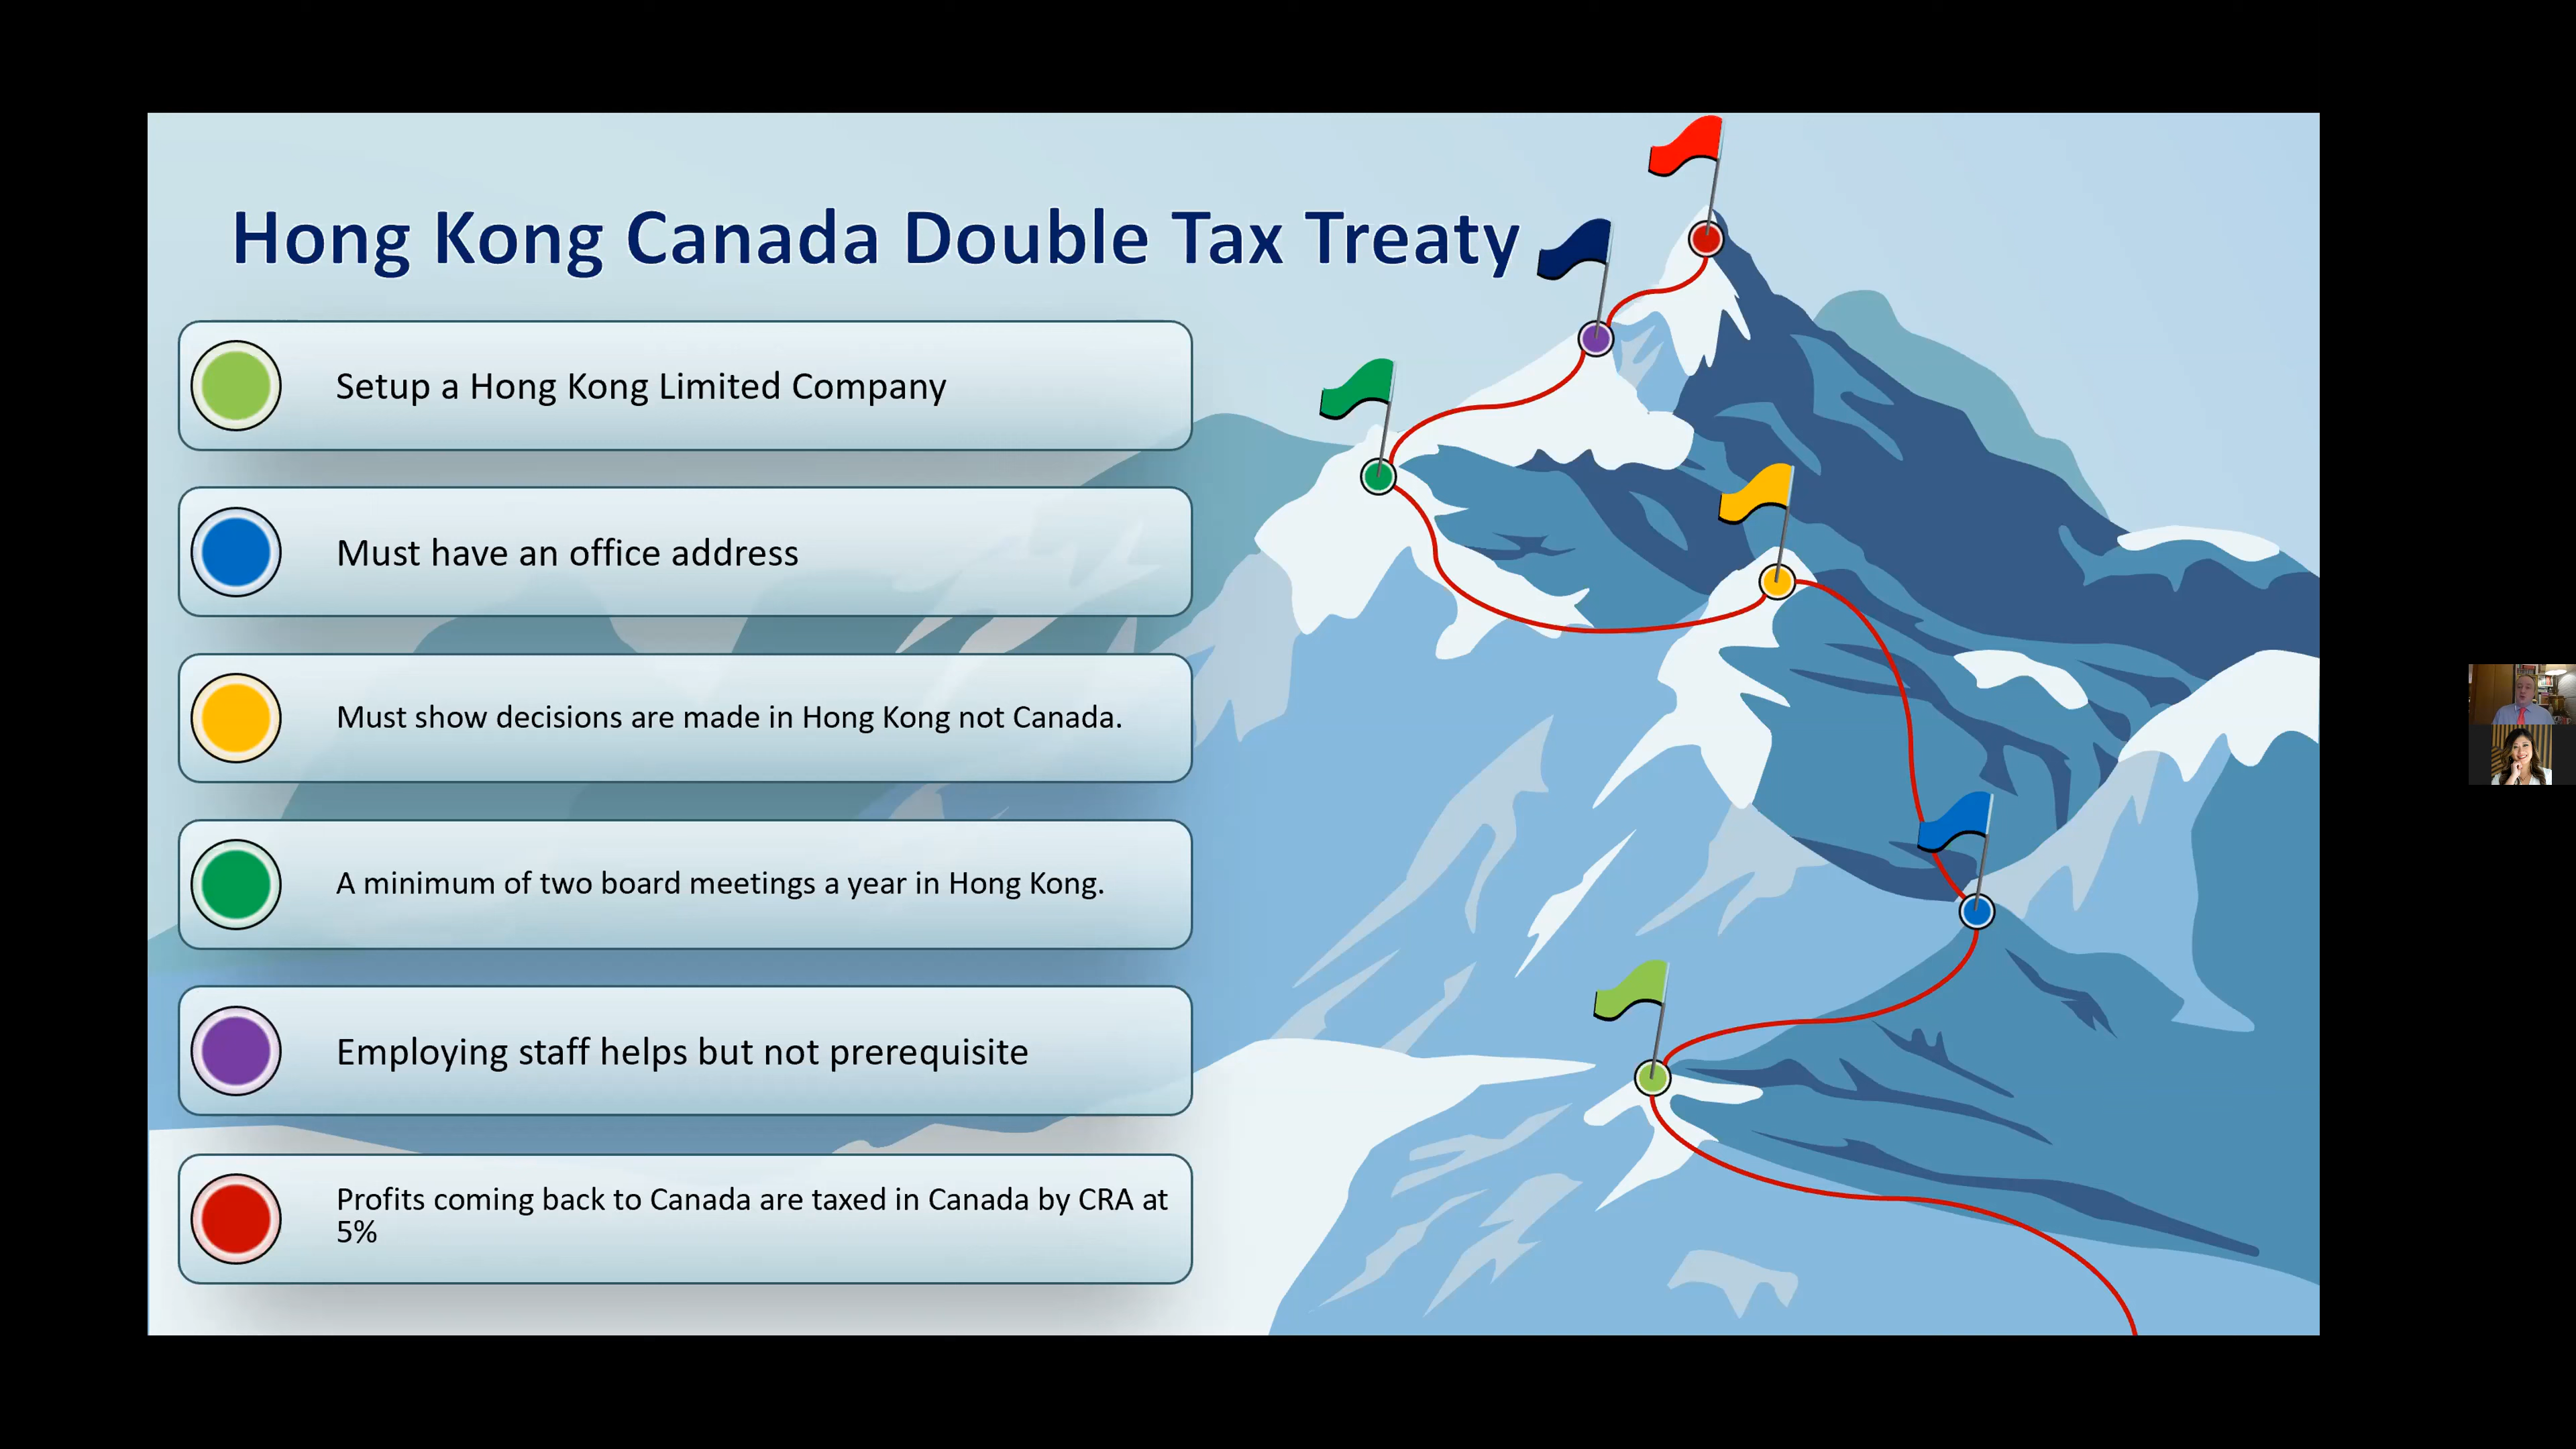 Hong Kong Canada Double Tax Treaty
Setup a Hong Kong Limited Company
Must have an office address
Must show decisions are made in Hong Kong not Canada.
A minimum of two board meetings a year in Hong Kong.
Employing staff helps but not prerequisite
Profits coming back to Canada are taxed in Canada by CRA at
5%